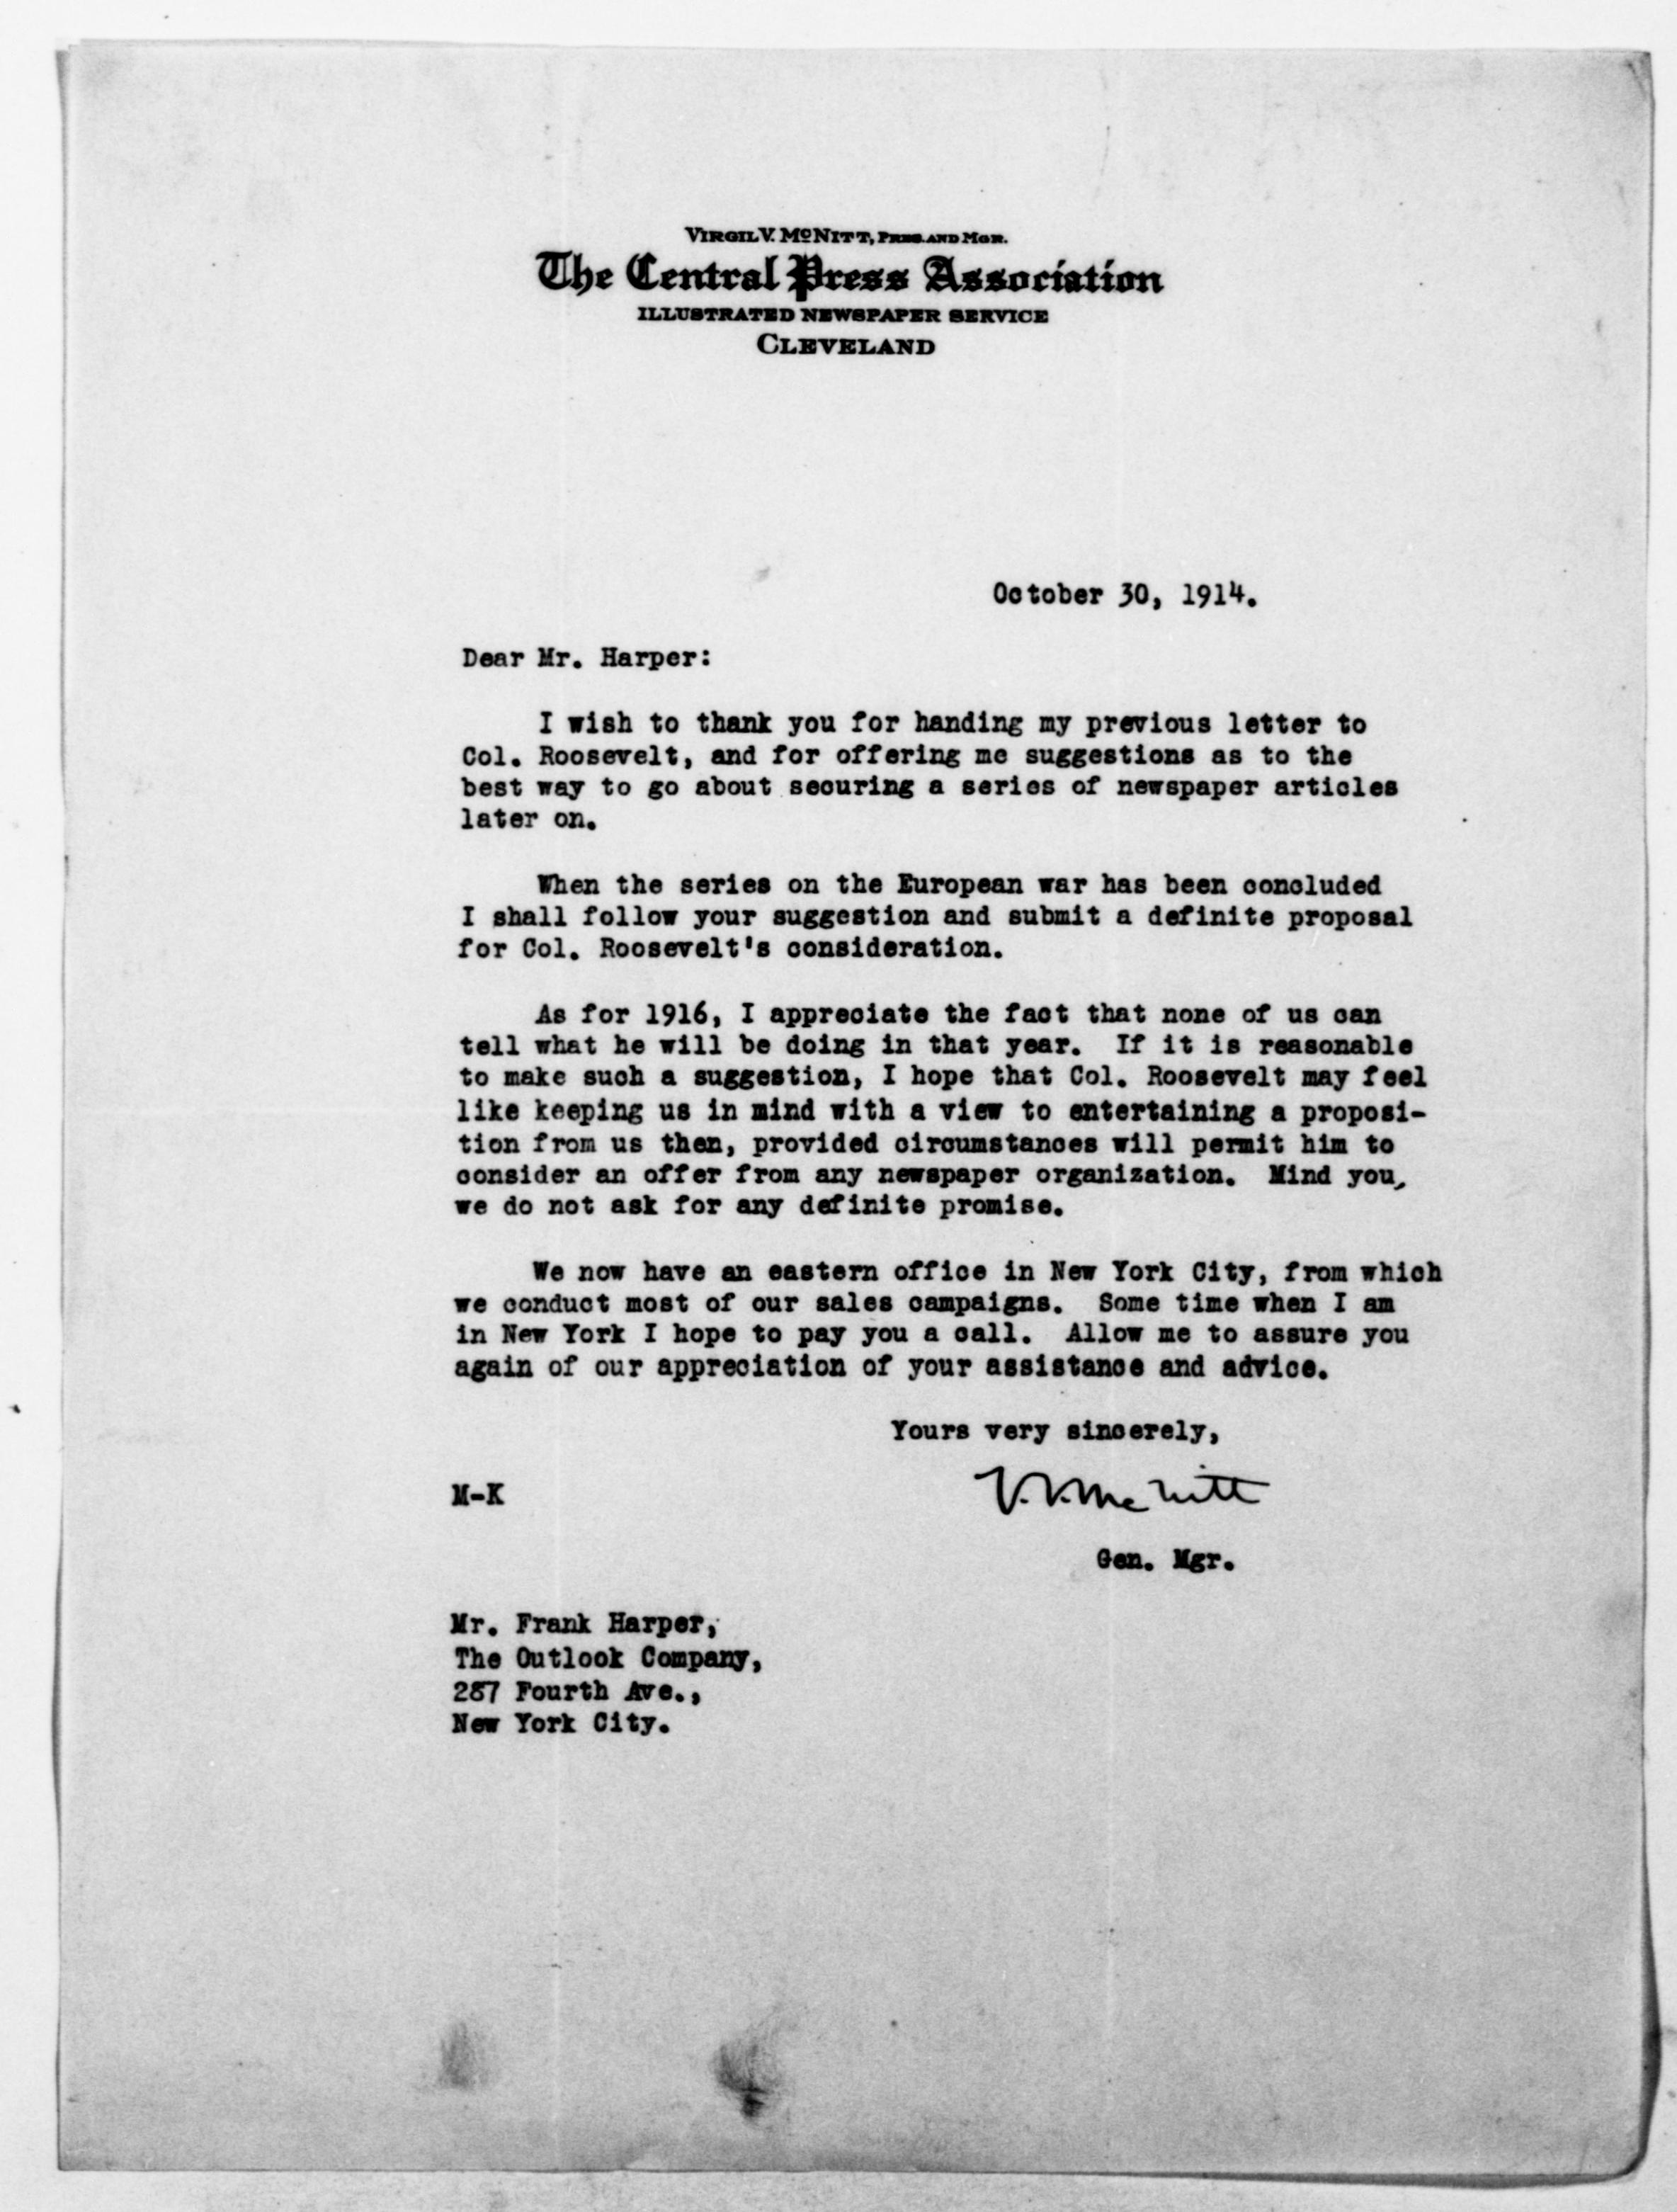 VIRGIL V. McNITT, PRES. AND MGR.
The Central Press Association
ILLUSTRATED NEWSPAPER SERVICE
CLEVELAND
October 30, 1914.
Dear Mr. Harper:
I wish to thank you for handing my previous letter to
Col. Roosevelt, and for offering me suggestions as to the
best way to go about securing a series of newspaper articles
later on.
When the series on the European war has been concluded
I shall follow your suggestion and submit a definite proposal
for Col. Roosevelt's consideration.
As for 1916, I appreciate the fact that none of us can
tell what he will be doing in that year. If it is reasonable
to make such a suggestion, I hope that Col. Roosevelt may feel
like keeping us in mind with a view to entertaining a proposi-
tion from us then, provided circumstances will permit him to
consider an offer from any newspaper organization. Mind you,
we do not ask for any definite promise.
We now have an eastern office in New York City, from which
we conduct most of our sales campaigns. Some time when I am
in New York I hope to pay you a call. Allow me to assure you
again of our appreciation of your assistance and advice.
Yours very sincerely,
M-K
V.V. McNitt
Gen. Mgr.
Mr. Frank Harper,
The Outlook Company,
287 Fourth Ave.,
New York City.